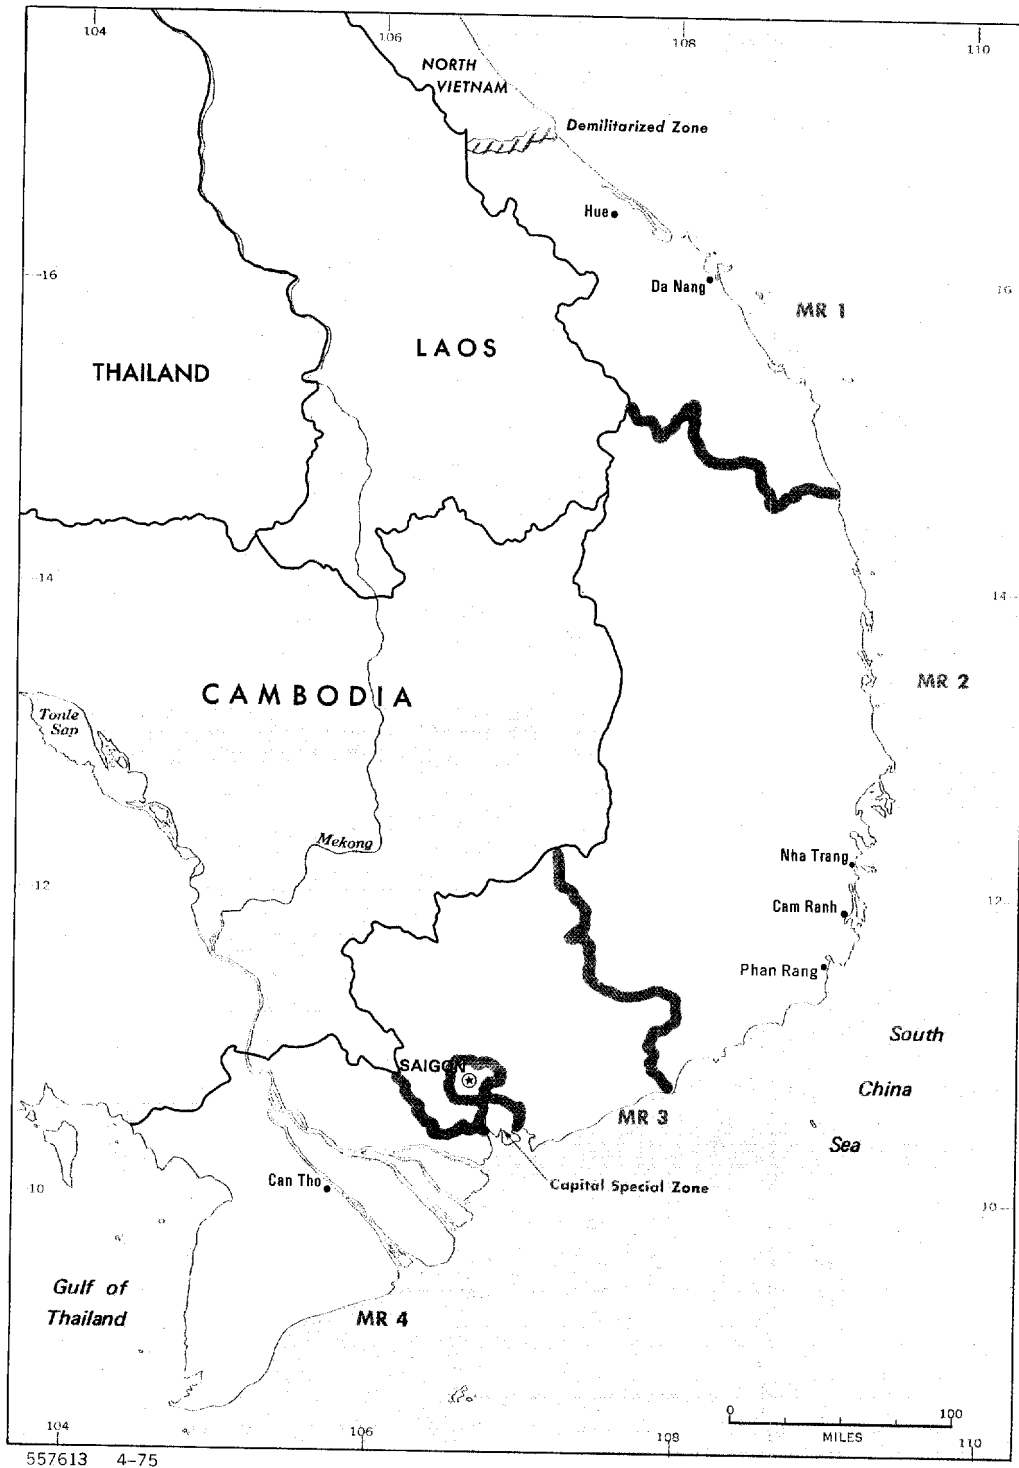 104
106
108
110
NORTH
VIETNAM
Demilitarized Zone
Hue
16
Da Nang
16
MR 1
LAOS
THAILAND
14
14
MR 2
CAMBODIA
Tonle
Sap
Mekong
Nha Trang
12
12
Cam Ranh
Phan Rang
South
China
Sea
SAIGON
MR 3
Capital Special Zone
Can Tho
10
10
Gulf of
Thailand
MR 4
0
100
MILES
104
106
108
110
557613 4-75